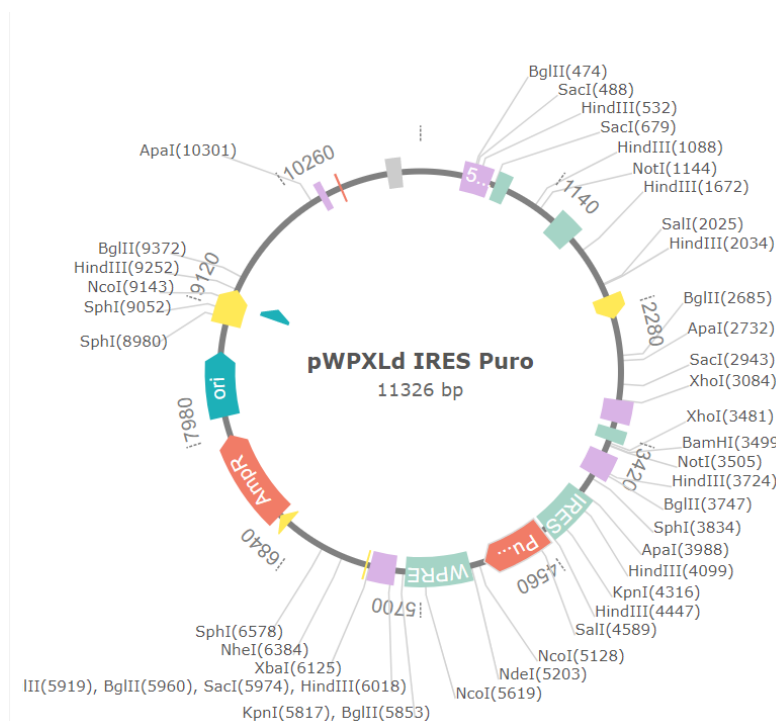 BglII(474)
SacI(488)
HindIII(532)
SacI(679)
HindIII(1088)
NotI(1144)
HindIII(1672)
1140
SalI(2025)
HindIII(2034)
2280
BglII(2685)
ApaI(2732)
SacI(2943)
XhoI(3084)
XhoI(3481)
BamHI(3499
NotI(3505)
3420
HindIII(3724)
BglII(3747)
SphI(3834)
ApaI(3988)
HindIII(4099)
KpnI(4316)
HindIII(4447)
SalI(4589)
4560
NcoI(5128)
NdeI(5203)
NcoI(5619)
5700
KpnI(5817), BglII(5853)
lII(5919), BglII(5960), SacI(5974), HindIII(6018)
XbaI(6125)
NheI(6384)
SphI(6578)
6840
7980
SphI(8980)
SphI(9052)
NcoI(9143)
HindIII(9252)
BglII(9372)
9120
ApaI(10301)
10260
5...
IRES
Pu...
WPRE
AmpR
ori
pWPXLd IRES Puro
11326 bp